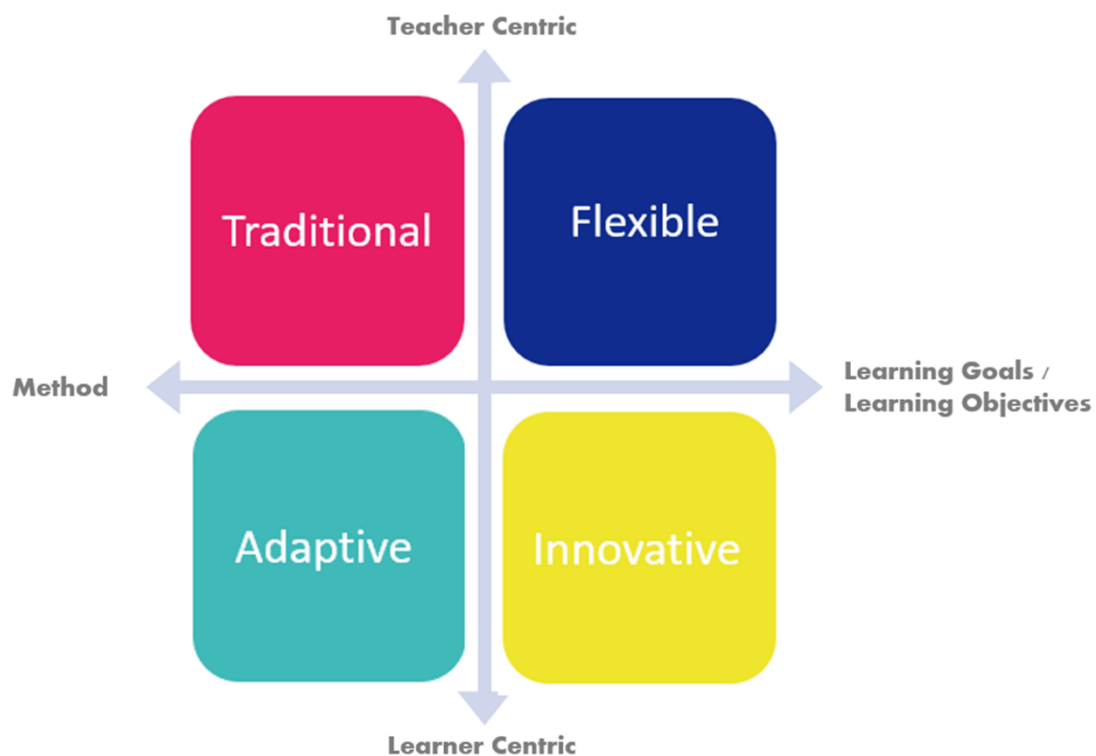 Teacher Centric
Traditional
Flexible
Method
Learning Goals /
Learning Objectives
Adaptive
Innovative
Learner Centric